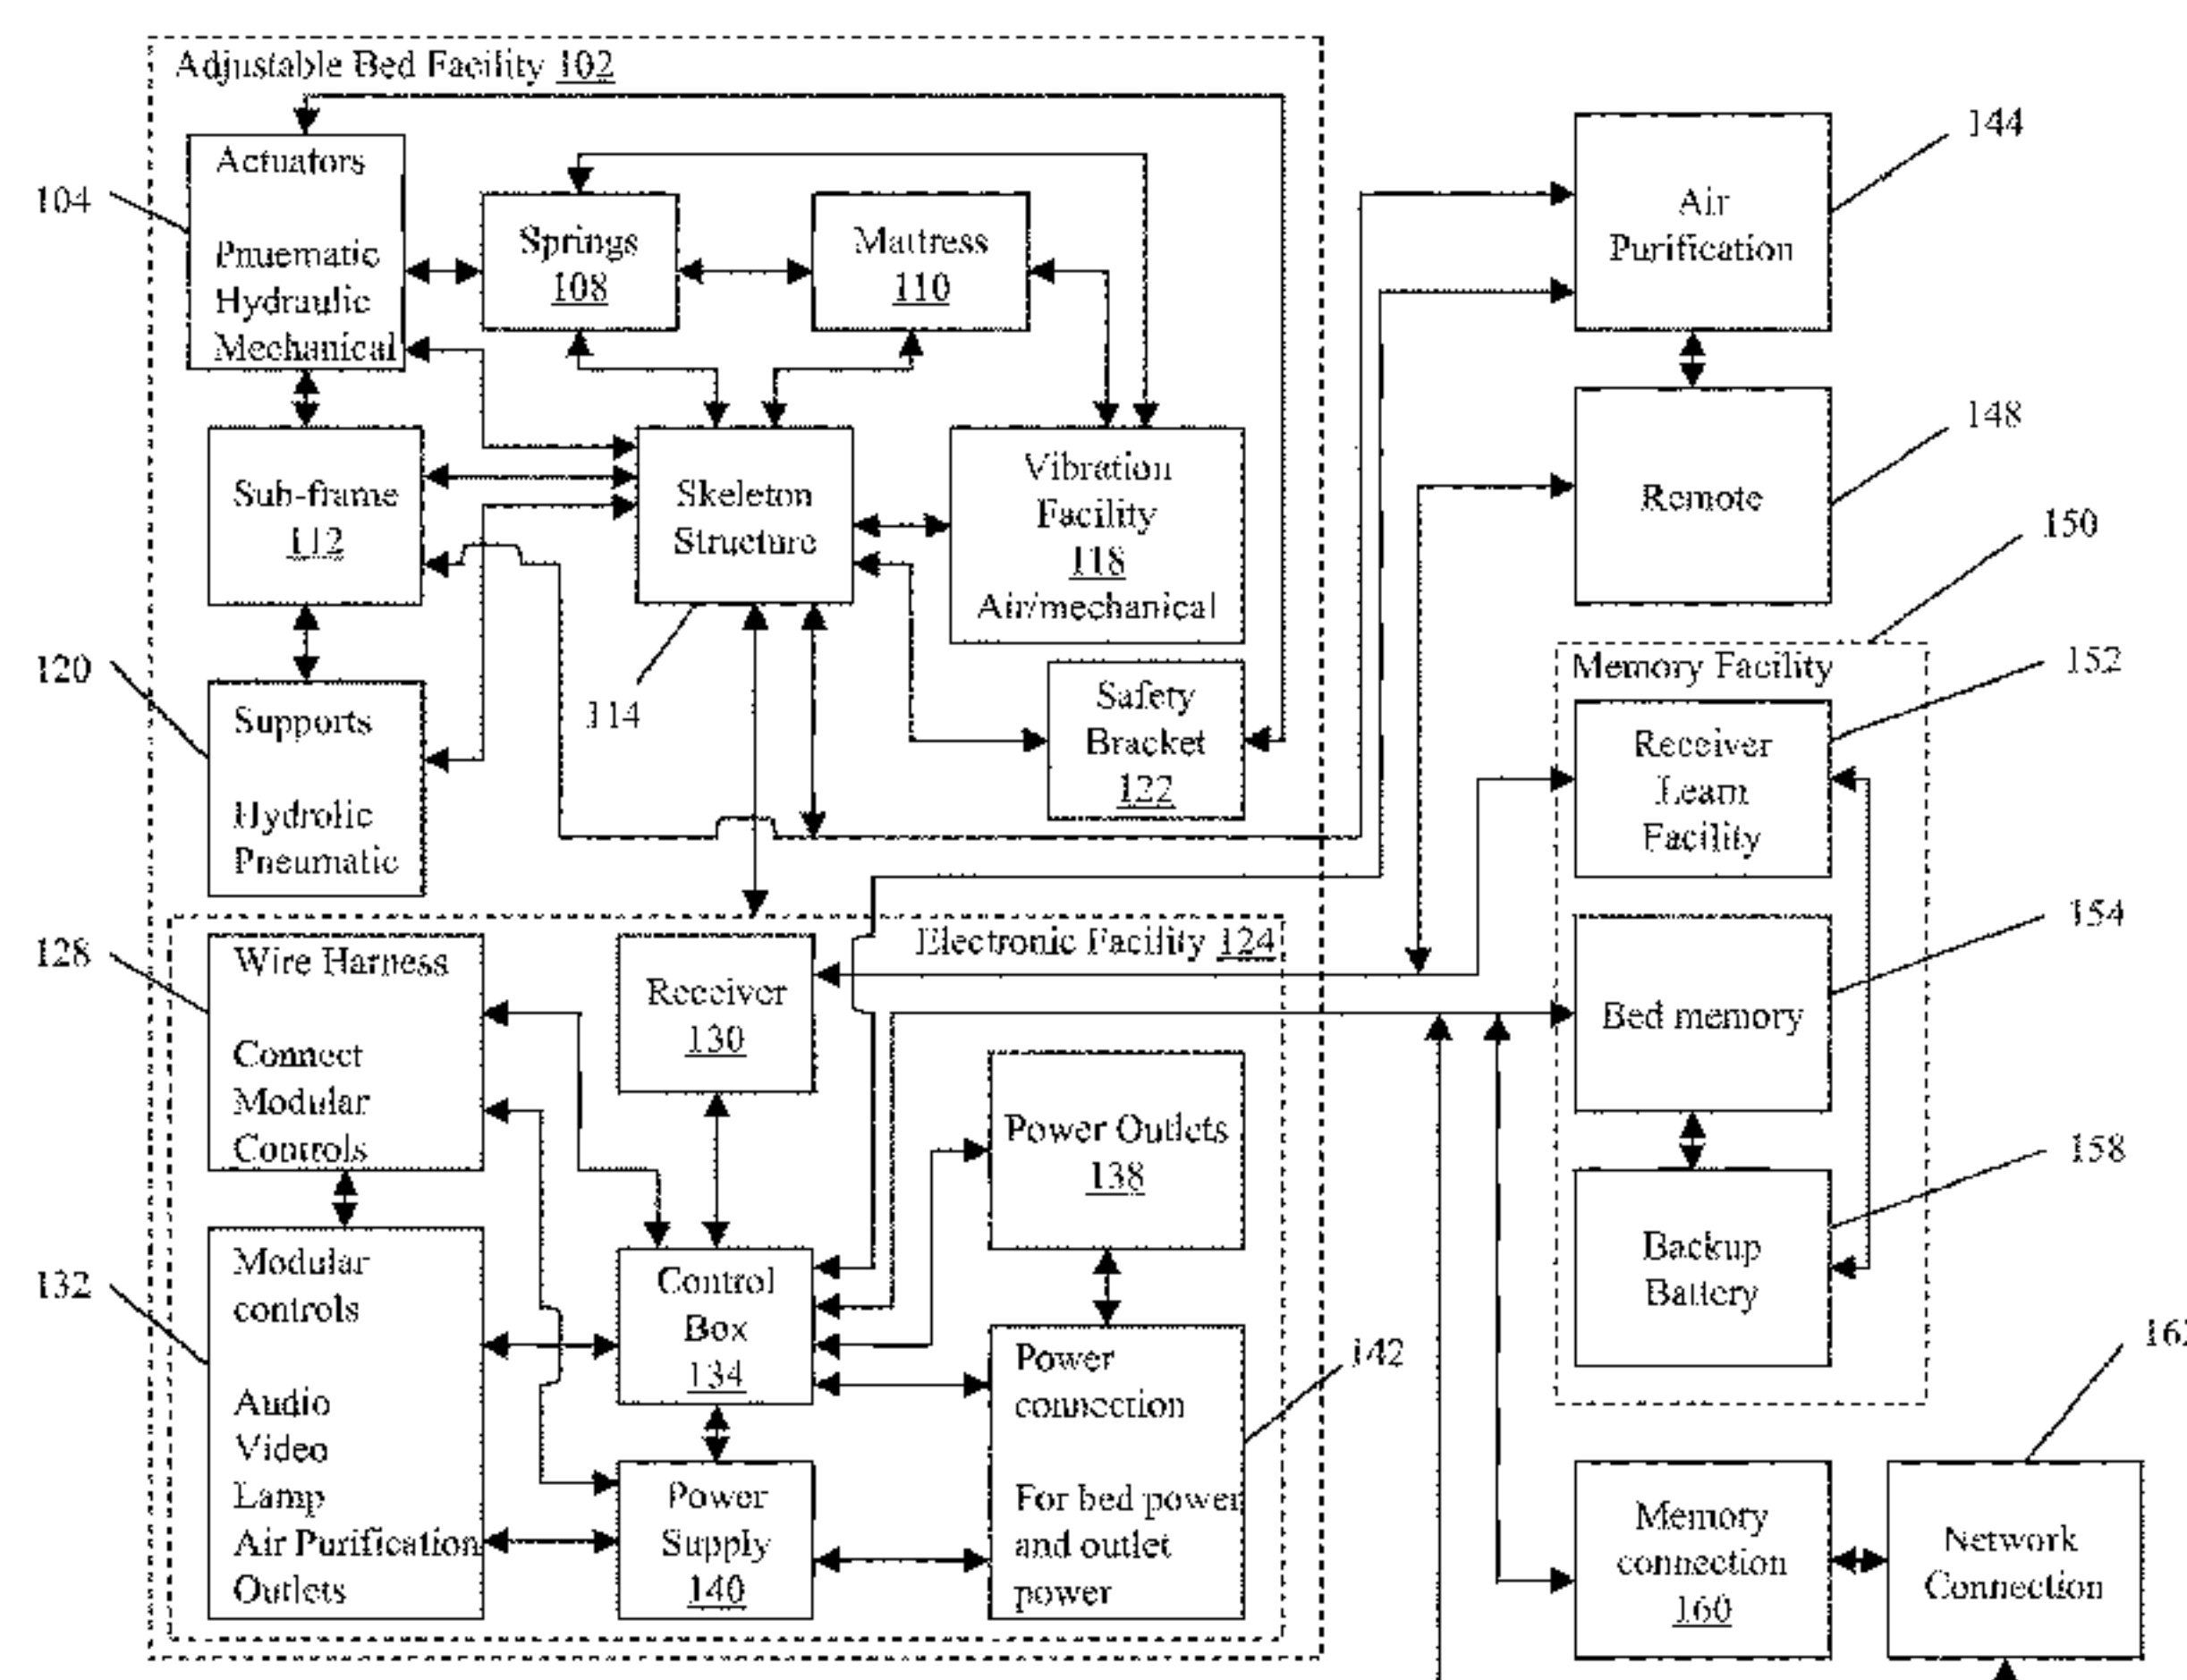 Adjustable Bed Facility 102
104
Actuators
Pnuematic
Hydraulic
Mechanical
Springs
108
Mattress
110
Air
Purification
144
Sub-frame
112
Skeleton
Structure
114
Vibration
Facility
118
Air/mechanical
Remote
148
150
120
Supports
Hydrolic
Pneumatic
Safety
Bracket
122
Memory Facility
152
Receiver
Learn
Facility
Electronic Facility 124
128
Wire Harness
Connect
Modular
Controls
Receiver
130
Bed memory
154
Power Outlets
138
158
Backup
Battery
132
Modular
controls
Audio
Video
Lamp
Air Purification
Outlets
Control
Box
134
Power
connection
For bed power
and outlet
power
142
Power
Supply
140
Memory
connection
160
Network
Connection